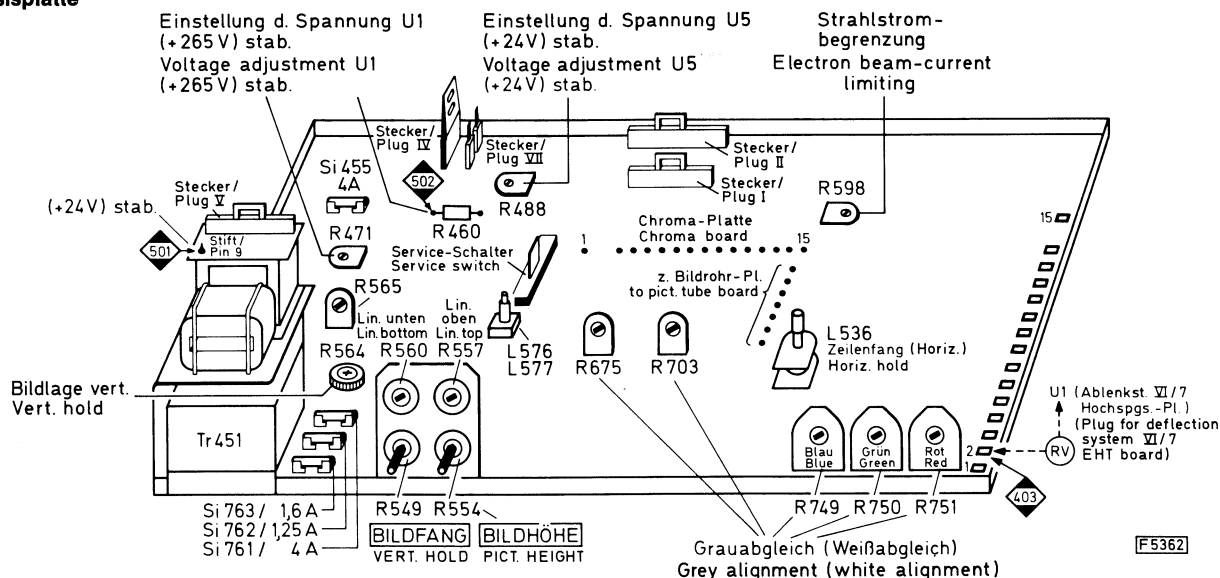 sisplatte
Einstellung d. Spannung U1
(+265V) stab.
Voltage adjustment U1
(+265V) stab.
Einstellung d. Spannung U5
(+24V) stab.
Voltage adjustment U5
(+24V) stab.
Strahlstrom-
begrenzung
Electron beam-current
limiting
Stecker/
Plug IV
Stecker/
Plug VII
Stecker/
Plug II
Stecker/
Plug I
Si 455
4A
502
R488
R598
Stecker/
Plug V
(+24V) stab.
501
Stift/
Pin 9
R471
R460
Chroma-Platte
Chroma board
1
15
15
Service-Schalter
Service switch
z. Bildrohr-Pl.
to pict. tube board
R565
Lin. unten
Lin. bottom
Lin.
oben
Lin. top
R564
R560
R557
L576
L577
R675
R703
L536
Zeilenfang (Horiz.)
Horiz. hold
Bildlage vert.
Vert. hold
Tr 451
U1 (Ablenkst. VI/7
Hochspgs.-Pl.)
(Plug for deflection
system VI/7
EHT board)
RV
2
1
403
Blau
Blue
Grün
Green
Rot
Red
R749
R750
R751
Si 763/ 1,6 A
Si 762/ 1,25 A
Si 761/ 4 A
R549
R554
BILDFANG
VERT. HOLD
BILDHÖHE
PICT. HEIGHT
Grauabgleich (Weißabgleich)
Grey alignment (white alignment)
F5362